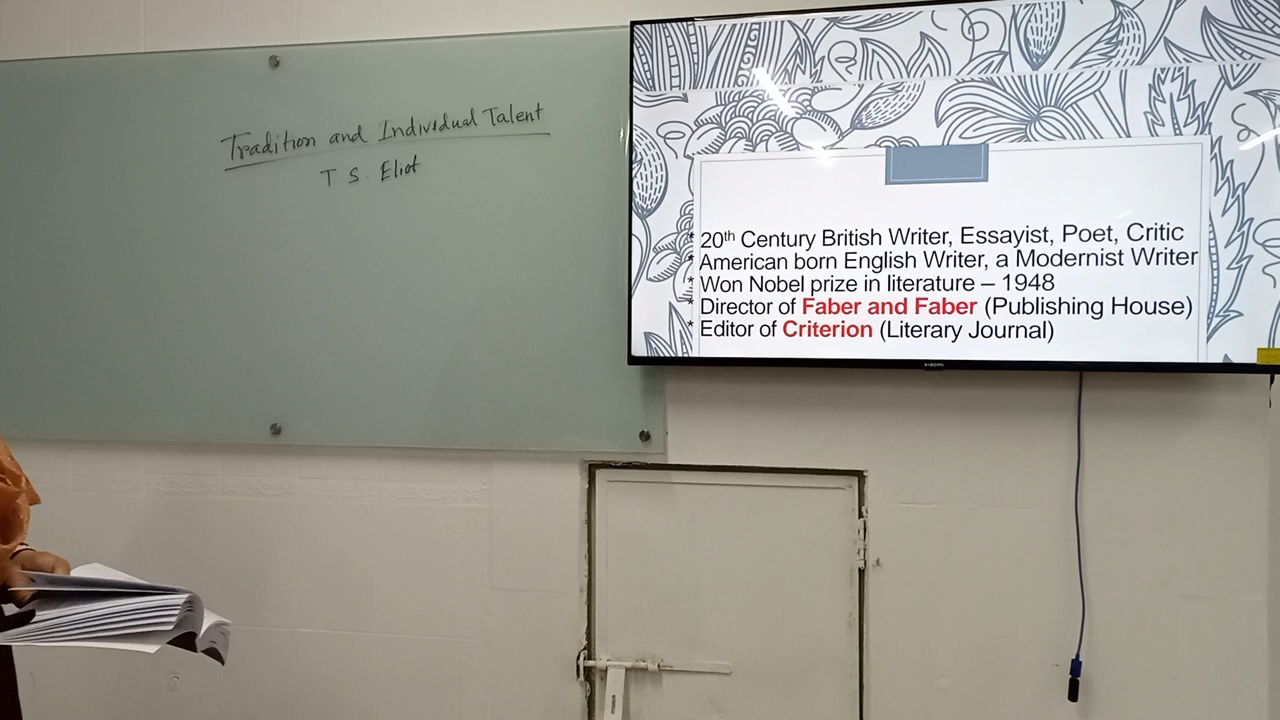 Tradition and Individual Talent
T S. Eliot
* 20th Century British Writer, Essayist, Poet, Critic
* American born English Writer, a Modernist Writer
* Won Nobel prize in literature – 1948
* Director of Faber and Faber (Publishing House)
* Editor of Criterion (Literary Journal)
xiaomi